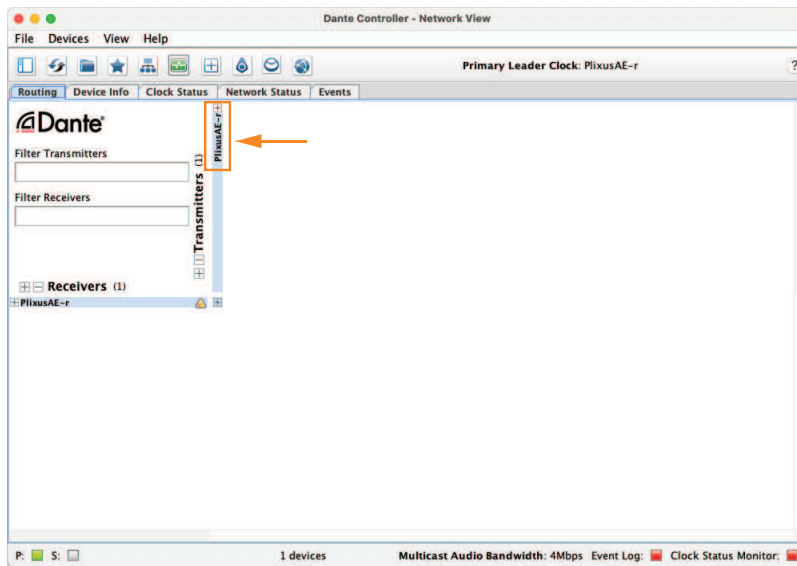 Dante Controller - Network View
File Devices View Help
Primary Leader Clock: PlixusAE-r
?
Routing Device Info Clock Status Network Status Events
Dante
Filter Transmitters
Filter Receivers
Transmitters (1)
PlixusAE-r
Receivers (1)
PlixusAE-r
P: S: 1 devices Multicast Audio Bandwidth: 4Mbps Event Log: Clock Status Monitor: